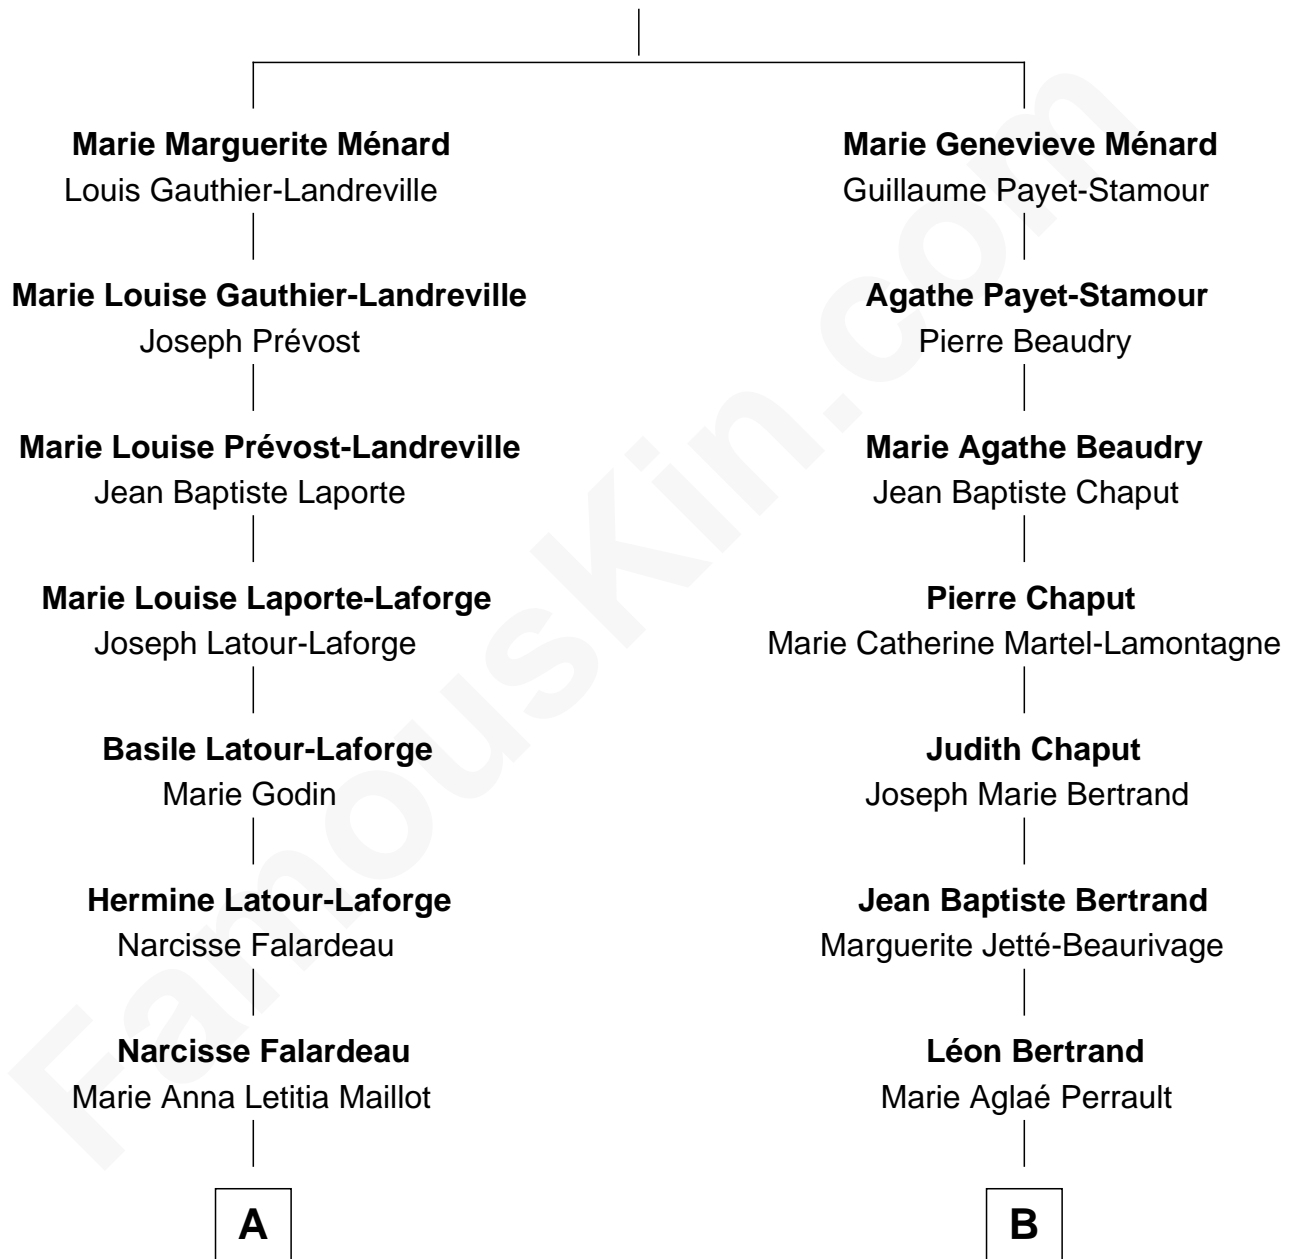 Marie Marguerite Ménard
Louis Gauthier-Landreville
Marie Louise Gauthier-Landreville
Joseph Prévost
Marie Louise Prévost-Landreville
Jean Baptiste Laporte
Marie Louise Laporte-Laforge
Joseph Latour-Laforge
Basile Latour-Laforge
Marie Godin
Hermine Latour-Laforge
Narcisse Falardeau
Narcisse Falardeau
Marie Anna Letitia Maillot
A
Marie Genevieve Ménard
Guillaume Payet-Stamour
Agathe Payet-Stamour
Pierre Beaudry
Marie Agathe Beaudry
Jean Baptiste Chaput
Pierre Chaput
Marie Catherine Martel-Lamontagne
Judith Chaput
Joseph Marie Bertrand
Jean Baptiste Bertrand
Marguerite Jetté-Beaurivage
Léon Bertrand
Marie Aglaé Perrault
B
FamousKin.com